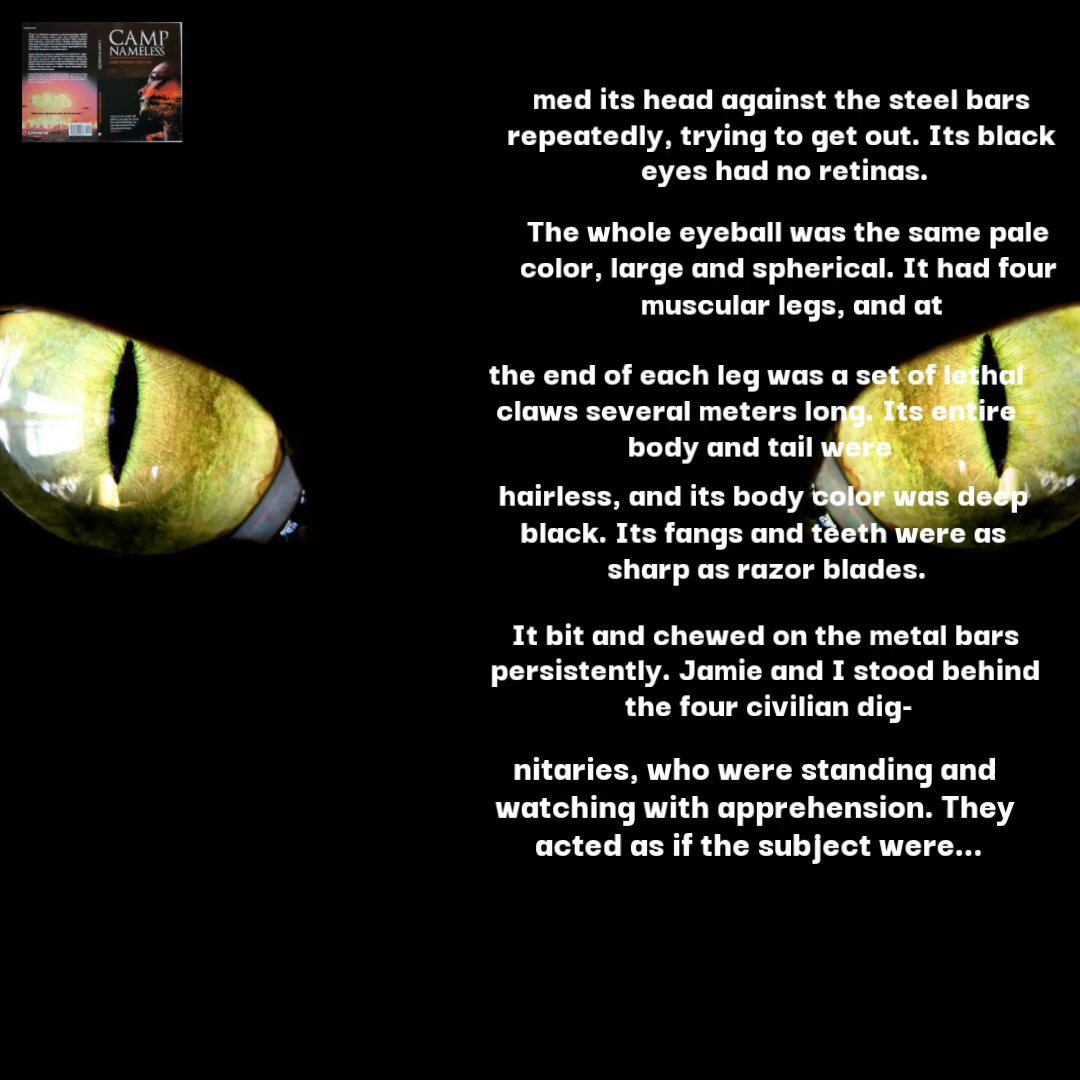 CAMP
NAMELESS
med its head against the steel bars
repeatedly, trying to get out. Its black
eyes had no retinas.
The whole eyeball was the same pale
color, large and spherical. It had four
muscular legs, and at
the end of each leg was a set of lethal
claws several meters long. Its entire
body and tail were
hairless, and its body color was deep
black. Its fangs and teeth were as
sharp as razor blades.
It bit and chewed on the metal bars
persistently. Jamie and I stood behind
the four civilian dig-
nitaries, who were standing and
watching with apprehension. They
acted as if the subject were...